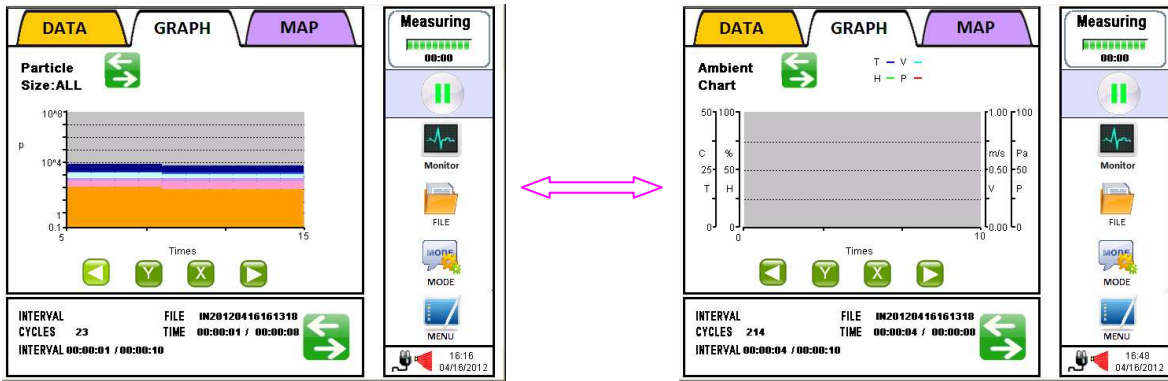 DATA GRAPH MAP
Measuring
00:00
Particle
Size:ALL
10^8
p
10^4
1
0.1
5 15
Times
Y X
Monitor
FILE
MODE
MODE
MENU
INTERVAL FILE IN20120416161318
CYCLES 23 TIME 00:00:01 / 00:00:08
INTERVAL 00:00:01 / 00:00:10
16:16
04/16/2012
DATA GRAPH MAP
Measuring
00:00
Ambient
Chart
T V
H P
50 100 1.00 100
C % m/s Pa
25 50 0.50 50
T H V P
0 0 0.00 0
0 10
Times
Y X
Monitor
FILE
MODE
MODE
MENU
INTERVAL FILE IN20120416161318
CYCLES 214 TIME 00:00:04 / 00:00:08
INTERVAL 00:00:04 / 00:00:10
16:48
04/16/2012